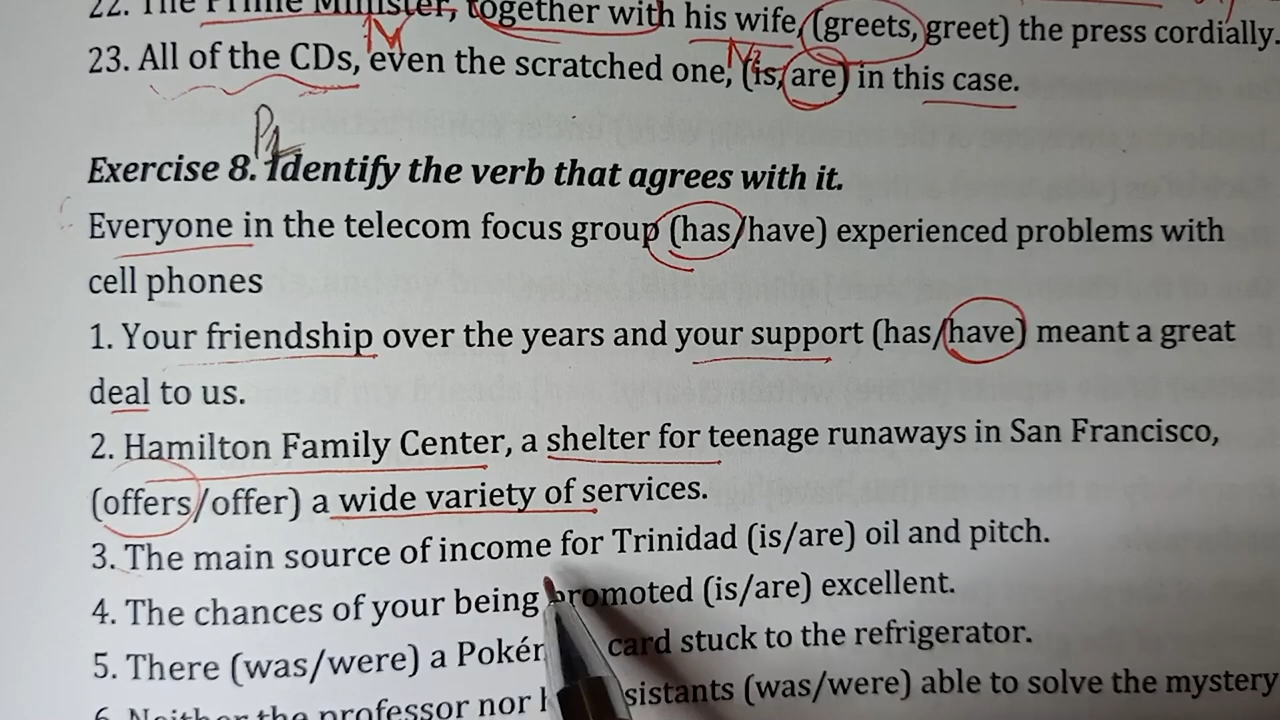 22. The Prime Minister, together with his wife, (greets, greet) the press cordially.
23. All of the CDs, even the scratched one, (is, are) in this case.
Exercise 8. Identify the verb that agrees with it.
Everyone in the telecom focus group (has/have) experienced problems with
cell phones
1. Your friendship over the years and your support (has/have) meant a great
deal to us.
2. Hamilton Family Center, a shelter for teenage runaways in San Francisco,
(offers/offer) a wide variety of services.
3. The main source of income for Trinidad (is/are) oil and pitch.
4. The chances of your being promoted (is/are) excellent.
5. There (was/were) a card stuck to the refrigerator.
6. Neither the professor nor (was/were) able to solve the mystery